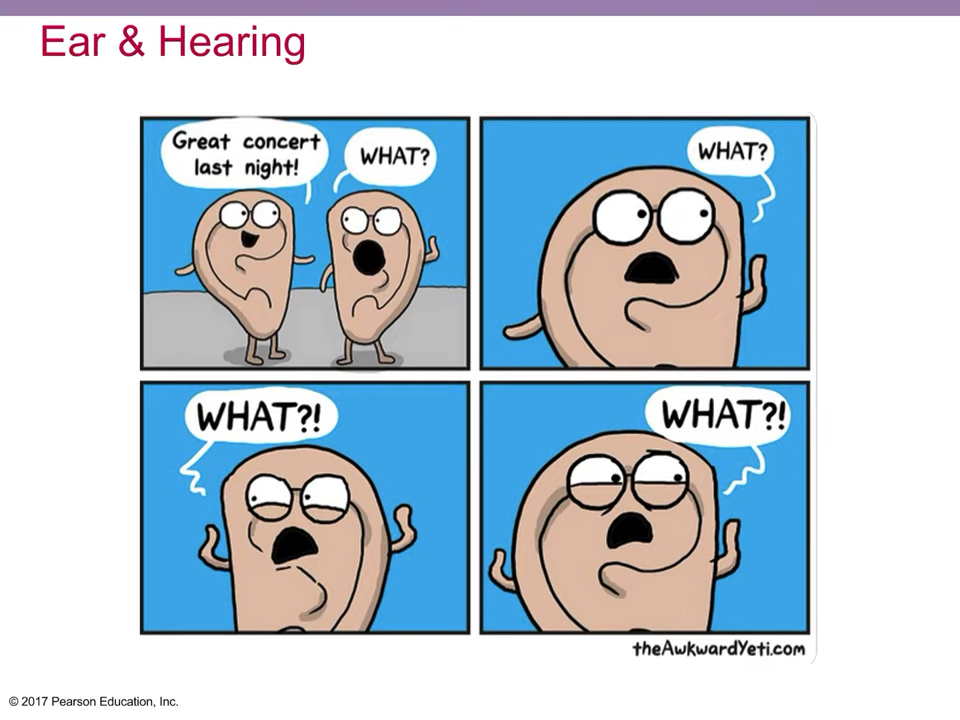 Ear & Hearing
Great concert
last night!
WHAT?
WHAT?
WHAT?!
WHAT?!
theAwkwardYeti.com
© 2017 Pearson Education, Inc.